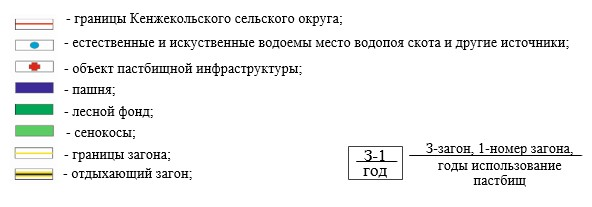 - границы Кенжекольского сельского округа;
- естественные и искуственные водоемы место водопоя скота и другие источники;
- объект пастбищной инфраструктуры;
- пашня;
- лесной фонд;
- сенокосы;
- границы загона;
- отдыхающий загон;
З-1
год
З-загон, 1-номер загона,
годы использование
пастбищ